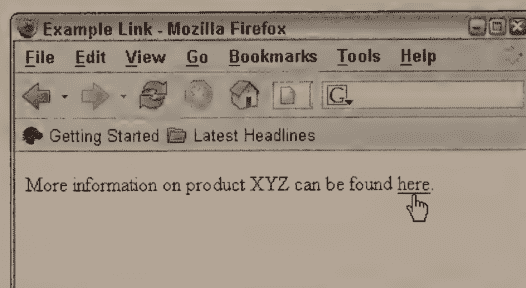 Example Link - Mozilla Firefox
File Edit View Go Bookmarks Tools Help
G
Getting Started Latest Headlines
More information on product XYZ can be found here.